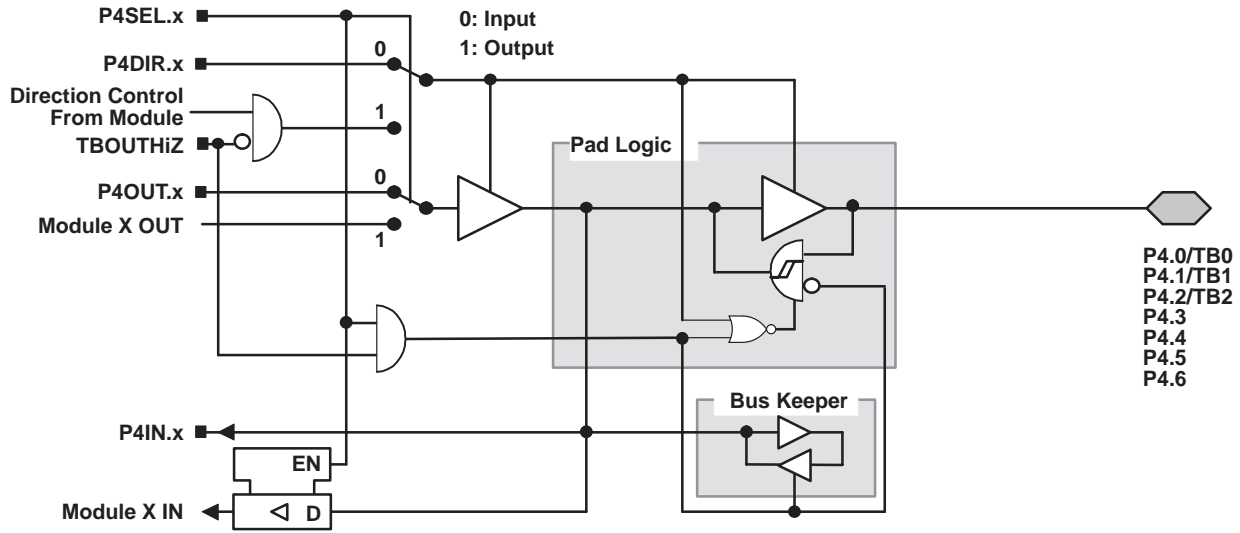 P4SEL.x
0: Input
1: Output
P4DIR.x
0
Direction Control
From Module
1
TBOUTHiZ
Pad Logic
P4OUT.x
0
Module X OUT
1
P4.0/TB0
P4.1/TB1
P4.2/TB2
P4.3
P4.4
P4.5
P4.6
Bus Keeper
P4IN.x
EN
Module X IN
D